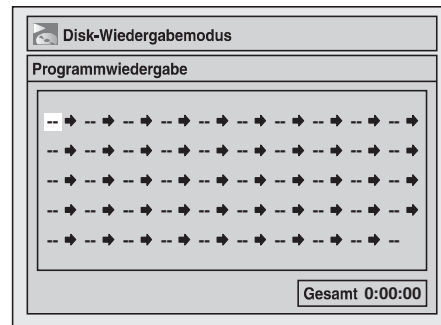 Disk-Wiedergabemodus
Programmwiedergabe
-- ➔ -- ➔ -- ➔ -- ➔ -- ➔ -- ➔ -- ➔ -- ➔ -- ➔ -- ➔
-- ➔ -- ➔ -- ➔ -- ➔ -- ➔ -- ➔ -- ➔ -- ➔ -- ➔ -- ➔
-- ➔ -- ➔ -- ➔ -- ➔ -- ➔ -- ➔ -- ➔ -- ➔ -- ➔ -- ➔
-- ➔ -- ➔ -- ➔ -- ➔ -- ➔ -- ➔ -- ➔ -- ➔ -- ➔ -- ➔
-- ➔ -- ➔ -- ➔ -- ➔ -- ➔ -- ➔ -- ➔ -- ➔ -- ➔ --
Gesamt 0:00:00